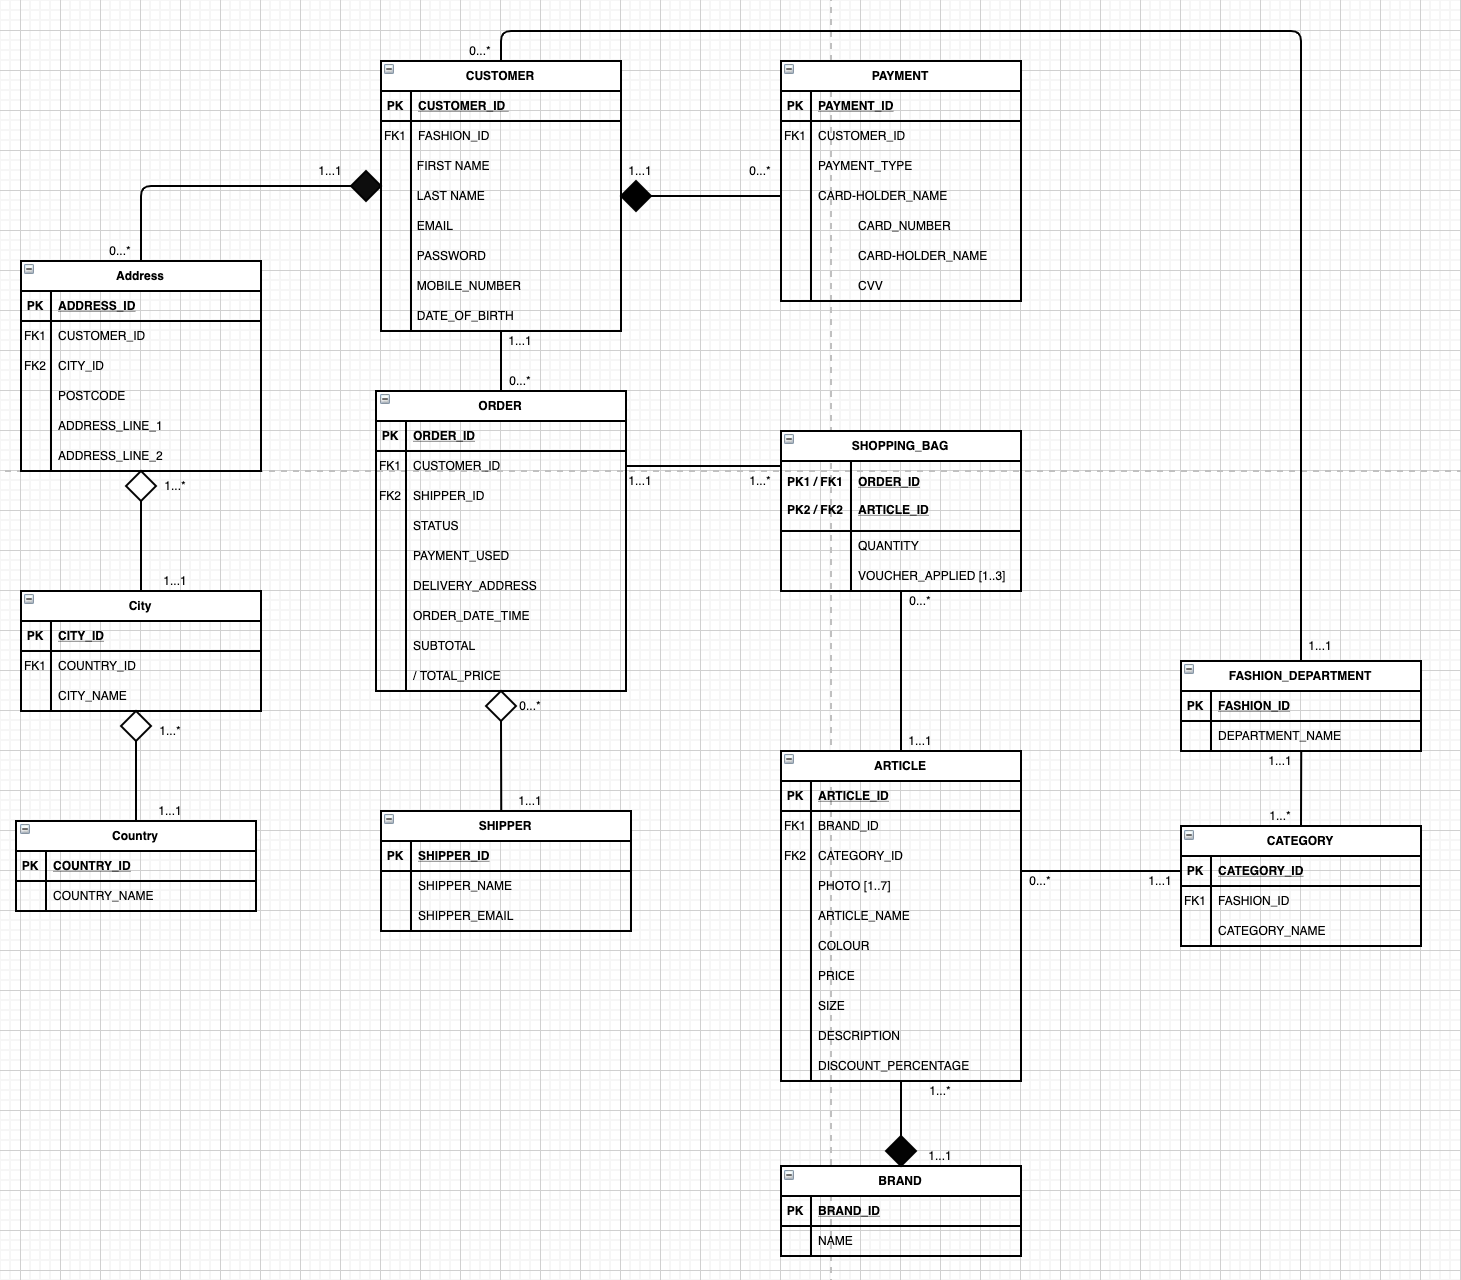 0...*
CUSTOMER
PK CUSTOMER_ID
FK1 FASHION_ID
FIRST NAME
LAST NAME
EMAIL
PASSWORD
MOBILE_NUMBER
DATE_OF_BIRTH
1...1
0...*
1...1
0...*
PAYMENT
PK PAYMENT_ID
FK1 CUSTOMER_ID
PAYMENT_TYPE
CARD-HOLDER_NAME
CARD_NUMBER
CARD-HOLDER_NAME
CVV
Address
PK ADDRESS_ID
FK1 CUSTOMER_ID
FK2 CITY_ID
POSTCODE
ADDRESS_LINE_1
ADDRESS_LINE_2
1...*
1...1
City
PK CITY_ID
FK1 COUNTRY_ID
CITY_NAME
1...*
1...1
Country
PK COUNTRY_ID
COUNTRY_NAME
1...1
0...*
ORDER
PK ORDER_ID
FK1 CUSTOMER_ID
FK2 SHIPPER_ID
STATUS
PAYMENT_USED
DELIVERY_ADDRESS
ORDER_DATE_TIME
SUBTOTAL
/ TOTAL_PRICE
1...1
1...*
0...*
1...1
SHIPPER
PK SHIPPER_ID
SHIPPER_NAME
SHIPPER_EMAIL
SHOPPING_BAG
PK1 / FK1 ORDER_ID
PK2 / FK2 ARTICLE_ID
QUANTITY
VOUCHER_APPLIED [1..3]
0...*
1...1
ARTICLE
PK ARTICLE_ID
FK1 BRAND_ID
FK2 CATEGORY_ID
PHOTO [1..7]
ARTICLE_NAME
COLOUR
PRICE
SIZE
DESCRIPTION
DISCOUNT_PERCENTAGE
0...*
1...1
1...*
1...1
BRAND
PK BRAND_ID
NAME
1...1
FASHION_DEPARTMENT
PK FASHION_ID
DEPARTMENT_NAME
1...1
1...*
CATEGORY
PK CATEGORY_ID
FK1 FASHION_ID
CATEGORY_NAME